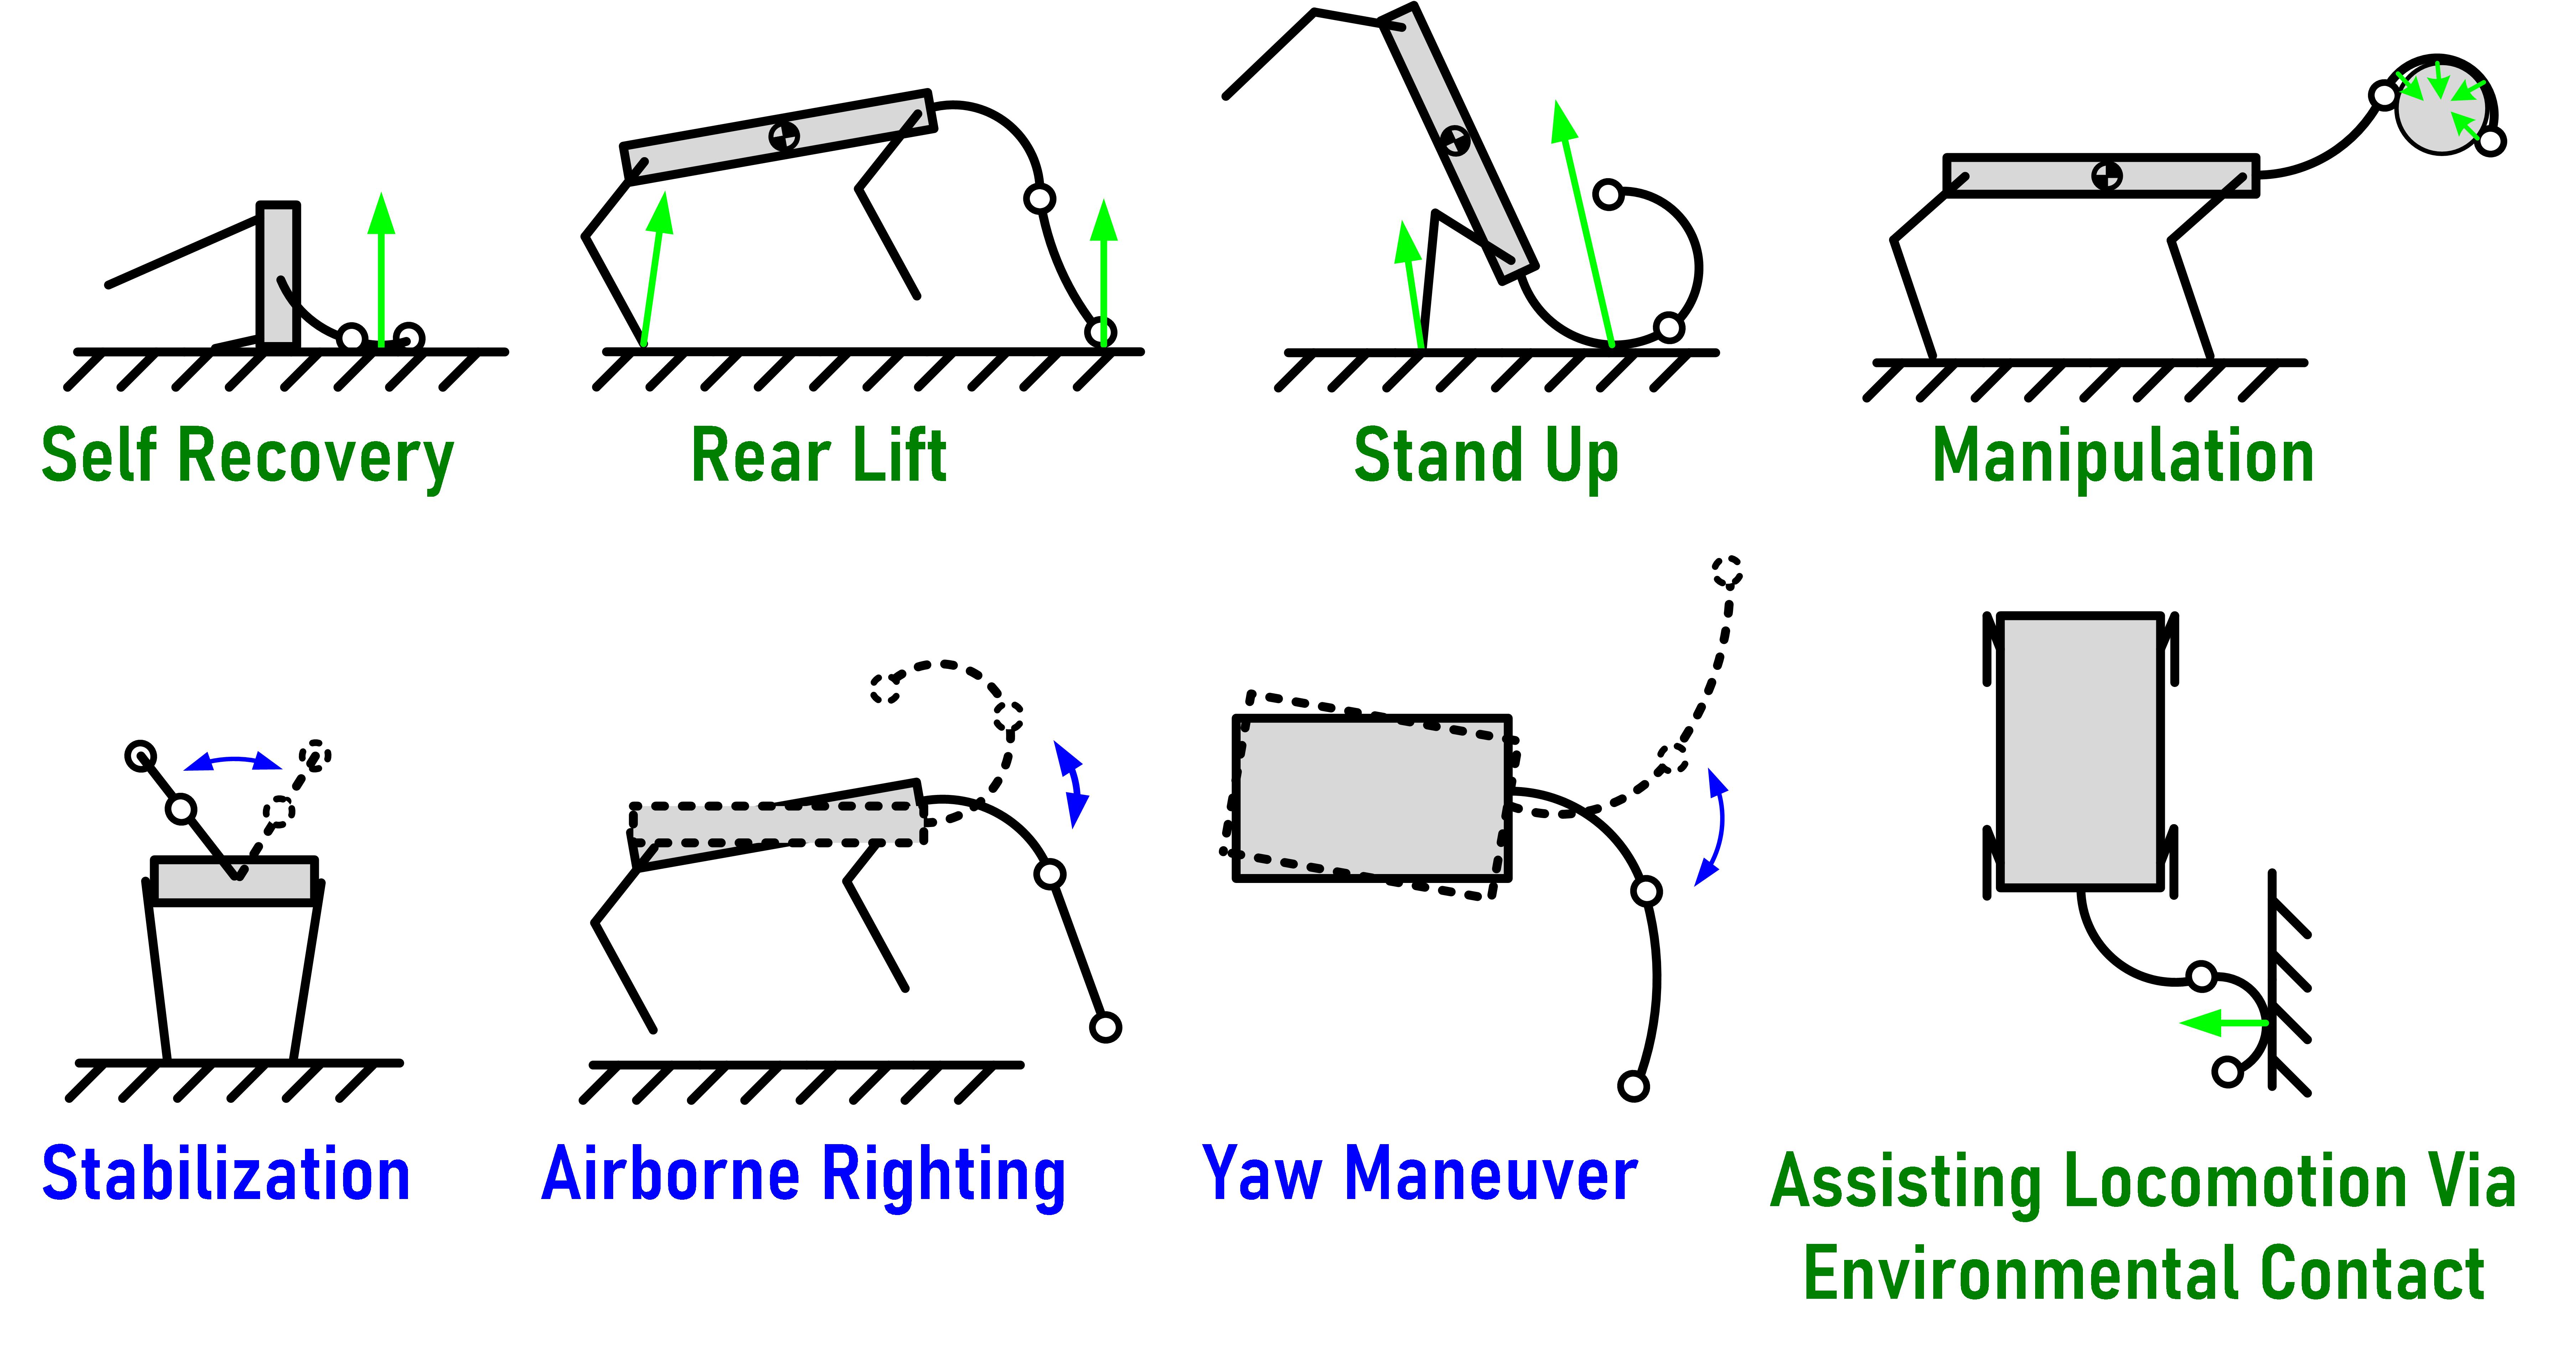 Self Recovery
Rear Lift
Stand Up
Manipulation
Stabilization
Airborne Righting
Yaw Maneuver
Assisting Locomotion Via
Environmental Contact